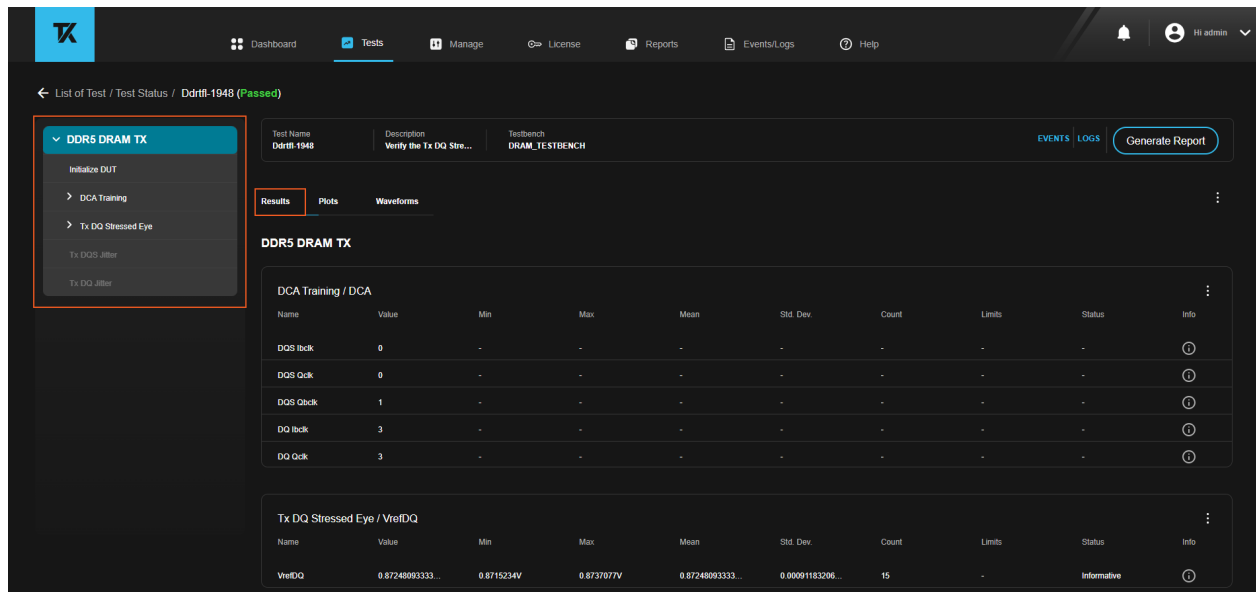 TK
Dashboard Tests Manage License Reports Events/Logs Help Hi admin
List of Test / Test Status / Ddrtfl-1948 (Passed)
DDR5 DRAM TX
Initialize DUT
DCA Training
Tx DQ Stressed Eye
Tx DQS Jitter
Tx DQ Jitter
Test Name Description Testbench
Ddrtfl-1948 Verify the Tx DQ Stre... DRAM_TESTBENCH
EVENTS LOGS Generate Report
Results Plots Waveforms
DDR5 DRAM TX
DCA Training / DCA
Name Value Min Max Mean Std. Dev. Count Limits Status Info
DQS Ibclk 0 - - - - - - -
DQS Qclk 0 - - - - - - -
DQS Qbclk 1 - - - - - - -
DQ Ibclk 3 - - - - - - -
DQ Qclk 3 - - - - - - -
Tx DQ Stressed Eye / VrefDQ
Name Value Min Max Mean Std. Dev. Count Limits Status Info
VrefDQ 0.87248093333... 0.8715234V 0.8737077V 0.87248093333... 0.00091183206... 15 - Informative